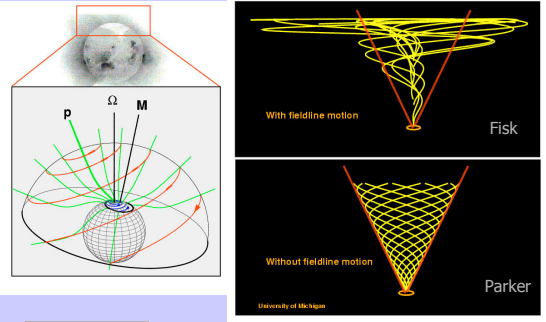 Ω
p
M
With fieldline motion
Fisk
Without fieldline motion
Parker
University of Michigan